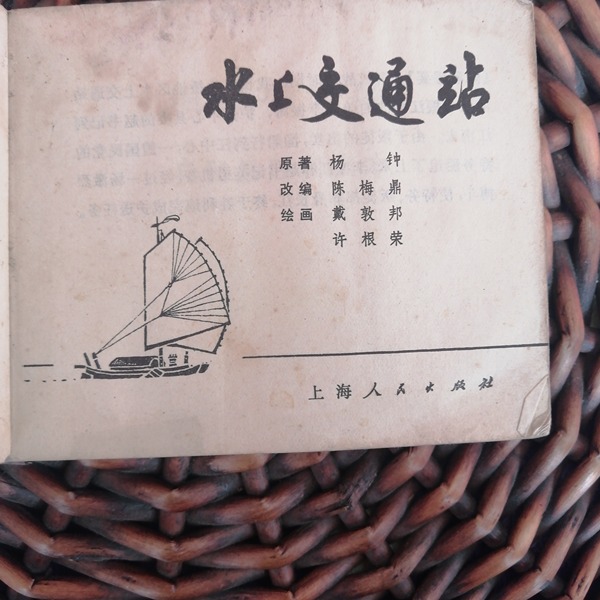 水上交通站
原著 杨 钟
改编 陈梅鼎
绘画 戴敦邦
许根荣
上海人民出版社